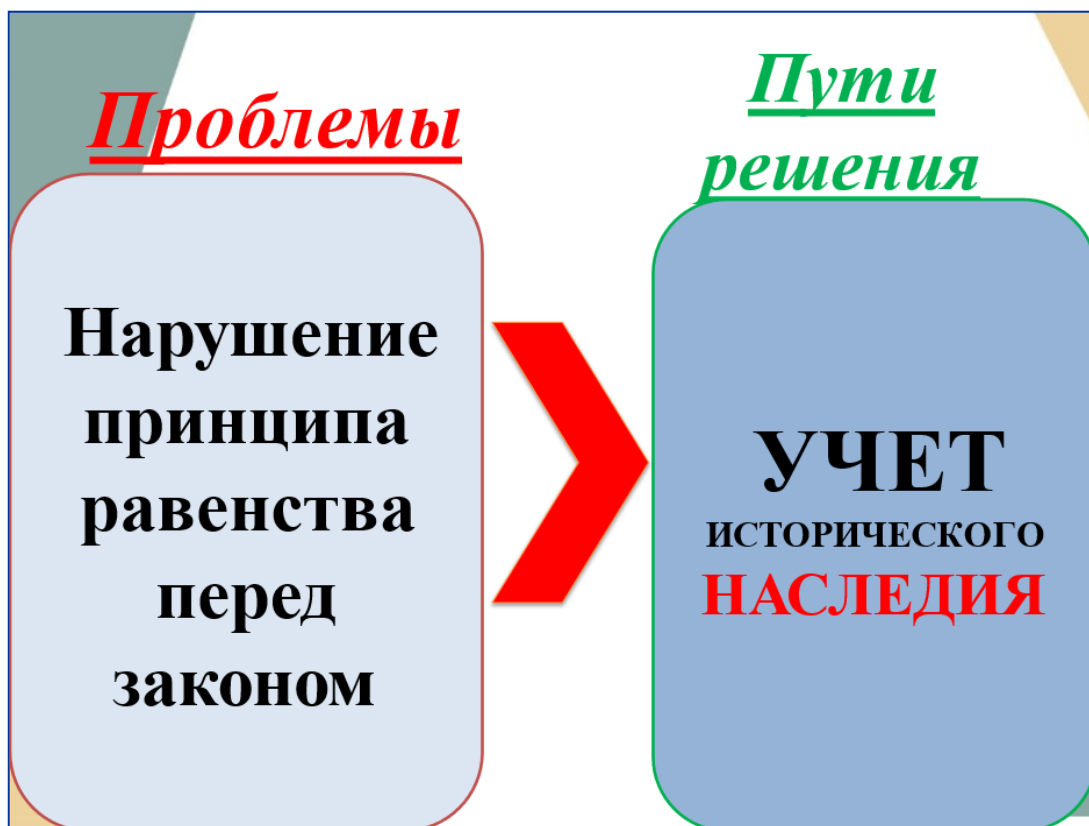 Проблемы
Нарушение
принципа
равенства
перед
законом
Пути
решения
УЧЕТ
ИСТОРИЧЕСКОГО
НАСЛЕДИЯ